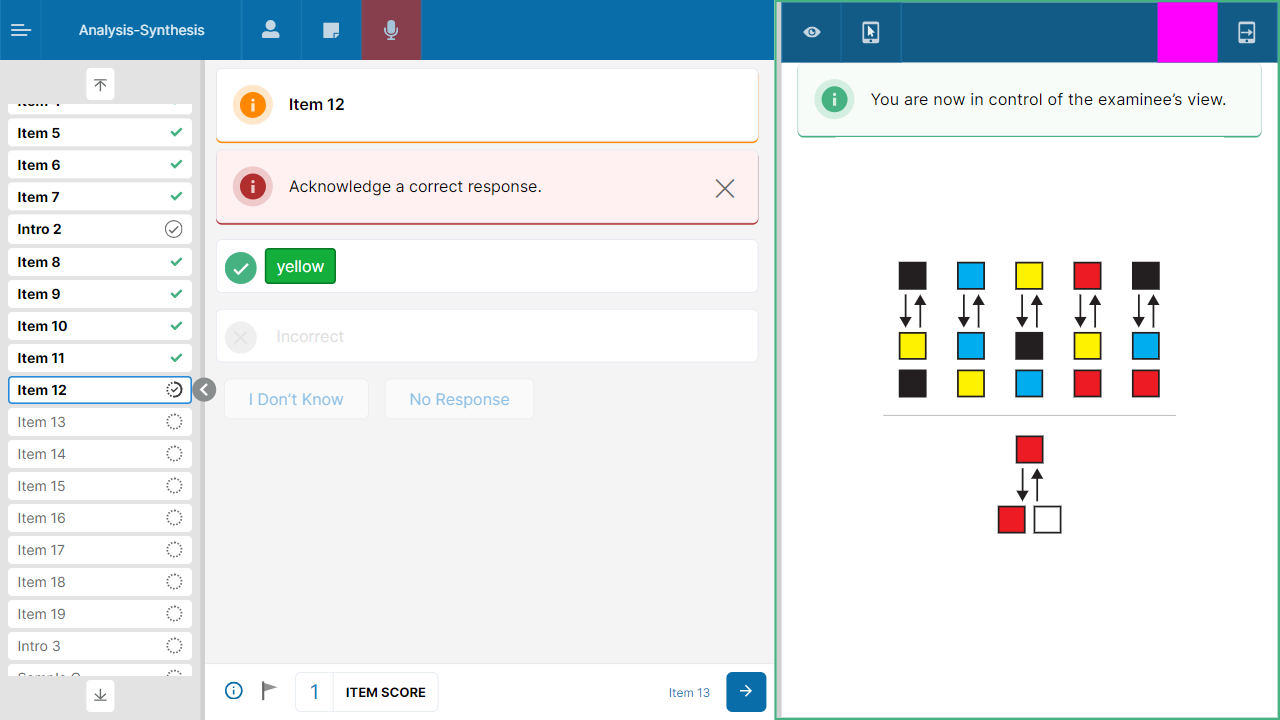 Analysis-Synthesis
Item 5
Item 6
Item 7
Intro 2
Item 8
Item 9
Item 10
Item 11
Item 12
Item 13
Item 14
Item 15
Item 16
Item 17
Item 18
Item 19
Intro 3
Item 12
Acknowledge a correct response.
yellow
Incorrect
I Don't Know
No Response
1
ITEM SCORE
Item 13
You are now in control of the examinee's view.